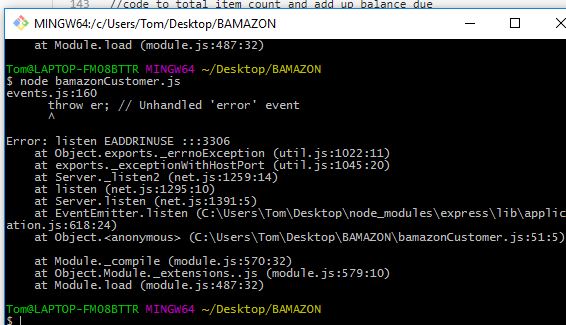 143 //code to total item count and add up balance due
MINGW64:/c/Users/Tom/Desktop/BAMAZON
at Module.load (module.js:487:32)
Tom@LAPTOP-FM08BTTR MINGW64 ~/Desktop/BAMAZON
$ node bamazonCustomer.js
events.js:160
throw er; // Unhandled 'error' event
^
Error: listen EADDRINUSE :::3306
at Object.exports._errnoException (util.js:1022:11)
at exports._exceptionWithHostPort (util.js:1045:20)
at Server._listen2 (net.js:1259:14)
at listen (net.js:1295:10)
at Server.listen (net.js:1391:5)
at EventEmitter.listen (C:\Users\Tom\Desktop\node_modules\express\lib\applic
ation.js:618:24)
at Object.<anonymous> (C:\Users\Tom\Desktop\BAMAZON\bamazonCustomer.js:51:5)
at Module._compile (module.js:570:32)
at Object.Module._extensions..js (module.js:579:10)
at Module.load (module.js:487:32)
Tom@LAPTOP-FM08BTTR MINGW64 ~/Desktop/BAMAZON
$